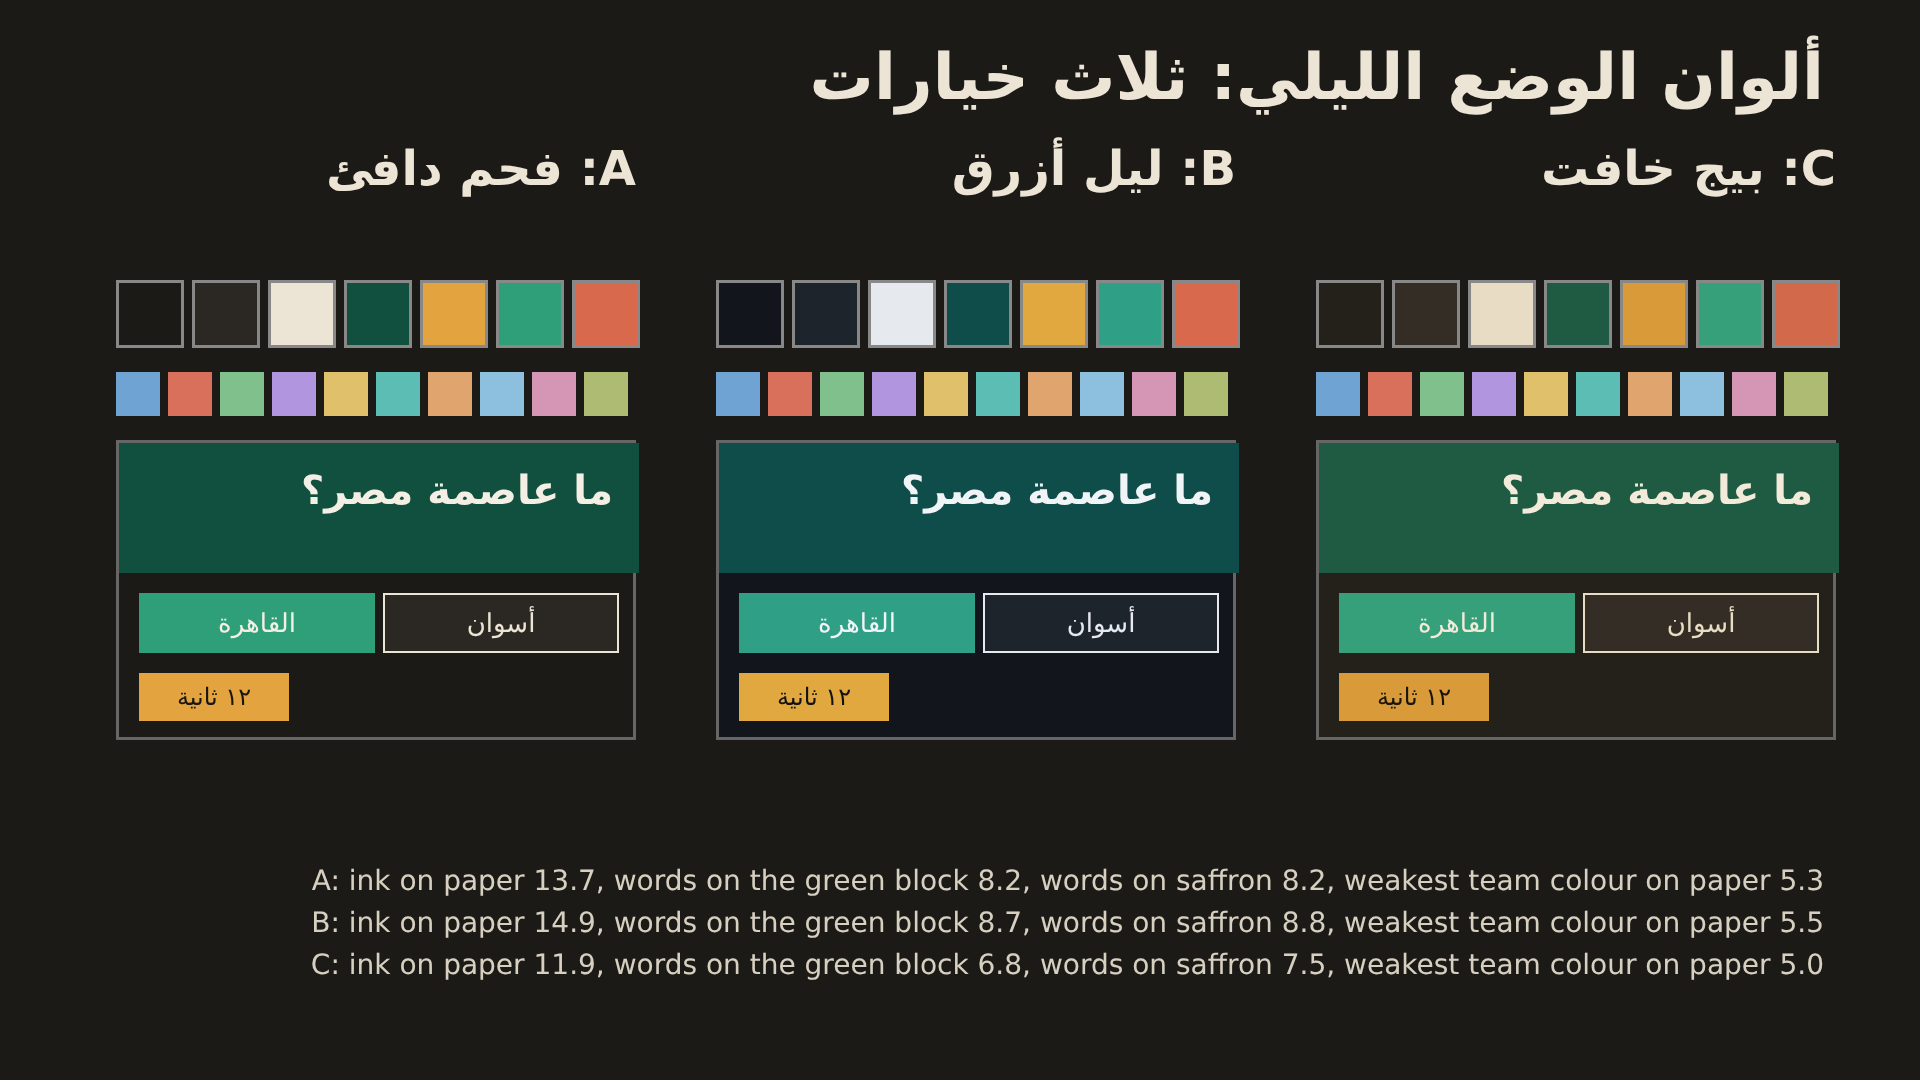 ألوان الوضع الليلي: ثلاث خيارات
C: بيج خافت
B: ليل أزرق
A: فحم دافئ
ما عاصمة مصر؟
أسوان
القاهرة
١٢ ثانية
ما عاصمة مصر؟
أسوان
القاهرة
١٢ ثانية
ما عاصمة مصر؟
أسوان
القاهرة
١٢ ثانية
A: ink on paper 13.7, words on the green block 8.2, words on saffron 8.2, weakest team colour on paper 5.3
B: ink on paper 14.9, words on the green block 8.7, words on saffron 8.8, weakest team colour on paper 5.5
C: ink on paper 11.9, words on the green block 6.8, words on saffron 7.5, weakest team colour on paper 5.0